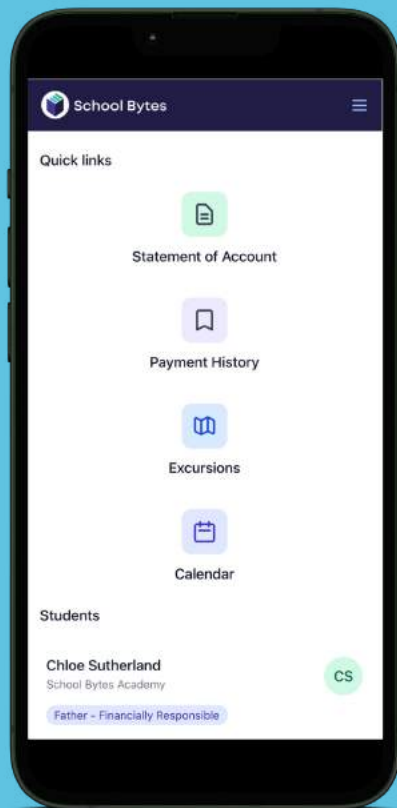 School Bytes
Quick links
Statement of Account
Payment History
Excursions
Calendar
Students
Chloe Sutherland
School Bytes Academy
CS
Father - Financially Responsible